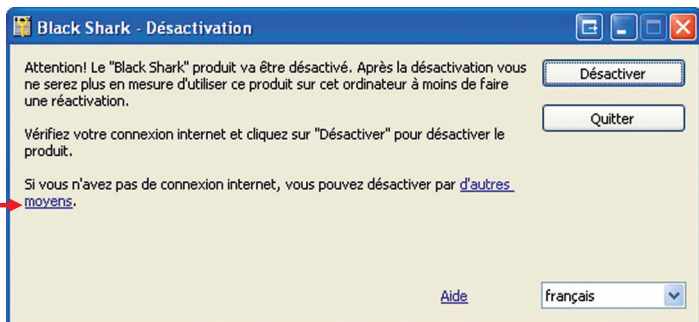 Black Shark - Désactivation
Attention! Le "Black Shark" produit va être désactivé. Après la désactivation vous
ne serez plus en mesure d'utiliser ce produit sur cet ordinateur à moins de faire
une réactivation.
Vérifiez votre connexion internet et cliquez sur "Désactiver" pour désactiver le
produit.
Si vous n'avez pas de connexion internet, vous pouvez désactiver par d'autres
moyens.
Désactiver
Quitter
Aide
français